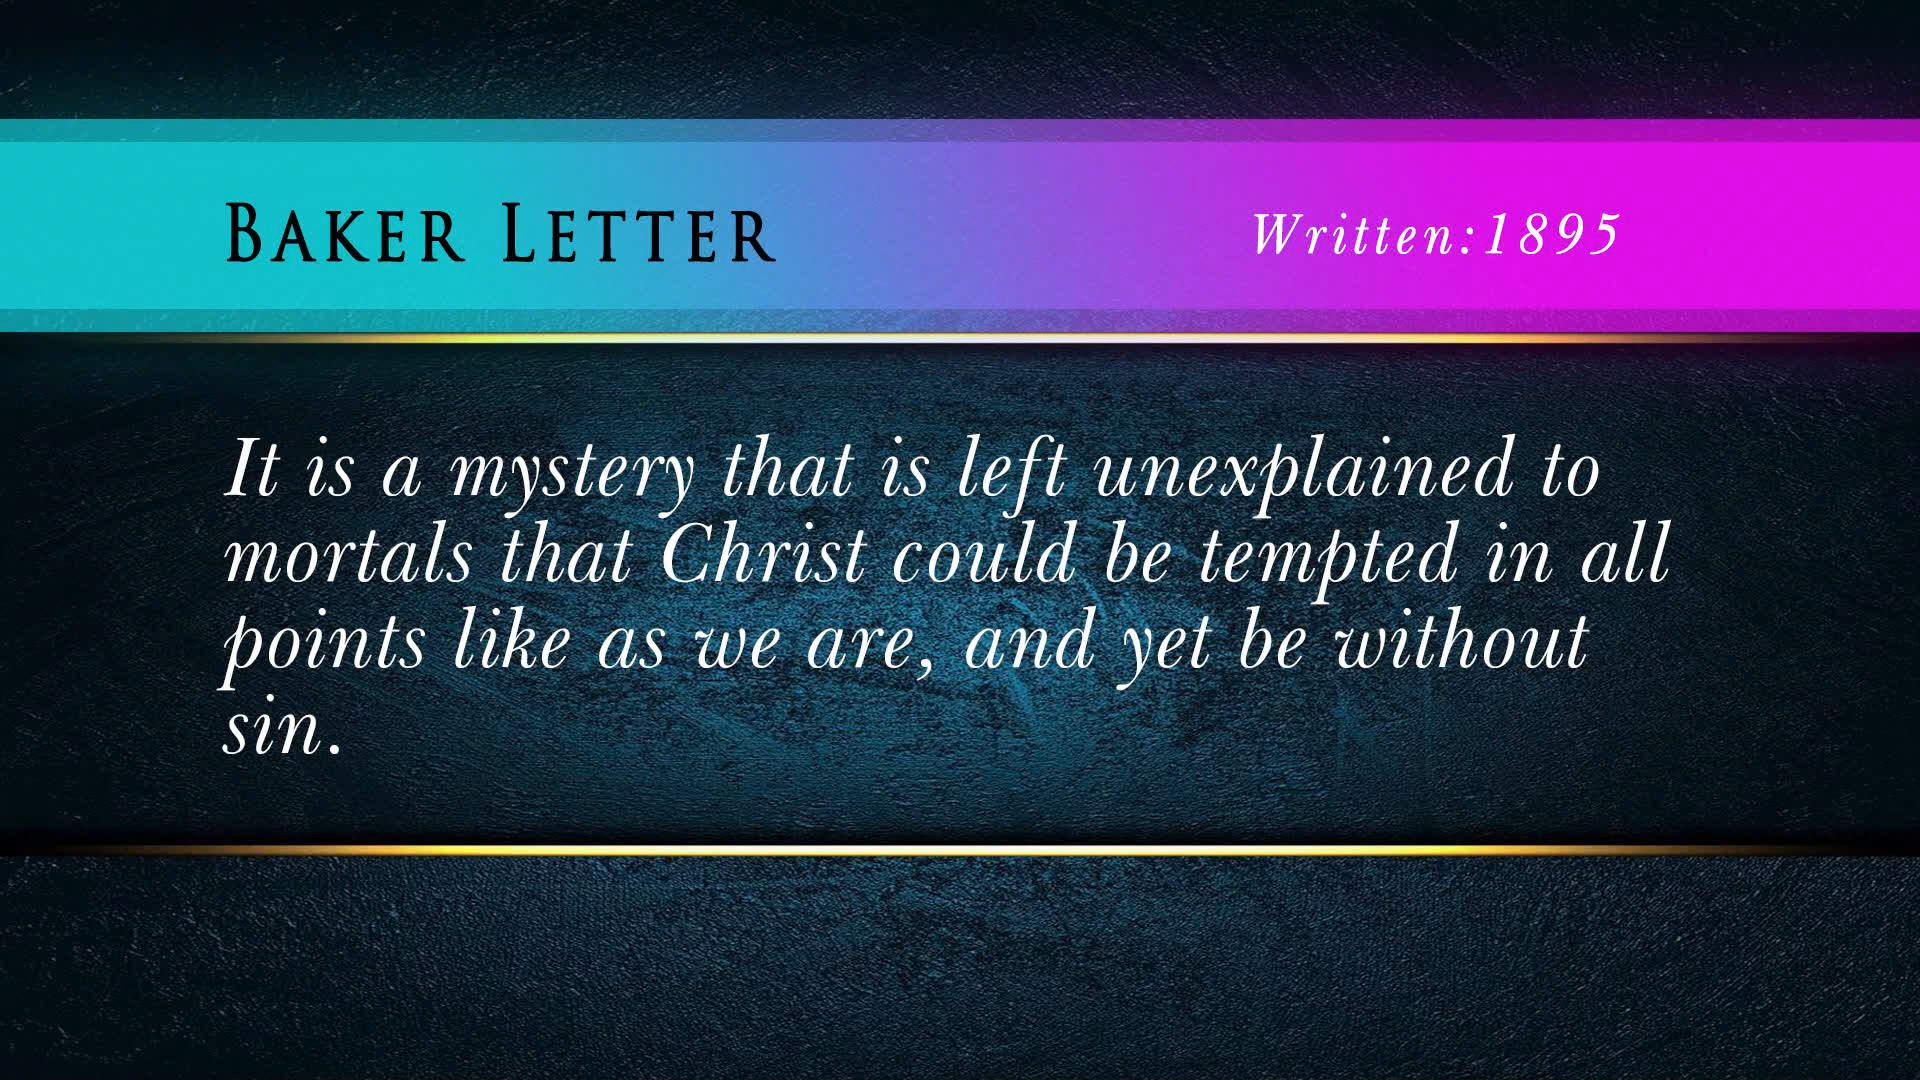 BAKER LETTER
Written:1895
It is a mystery that is left unexplained to
mortals that Christ could be tempted in all
points like as we are, and yet be without
sin.